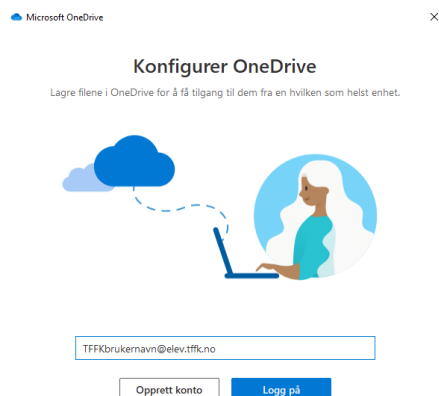 Microsoft OneDrive
Konfigurer OneDrive
Lagre filene i OneDrive for å få tilgang til dem fra en hvilken som helst enhet.
TFFKbrukernavn@elev.tffk.no
Opprett konto
Logg på